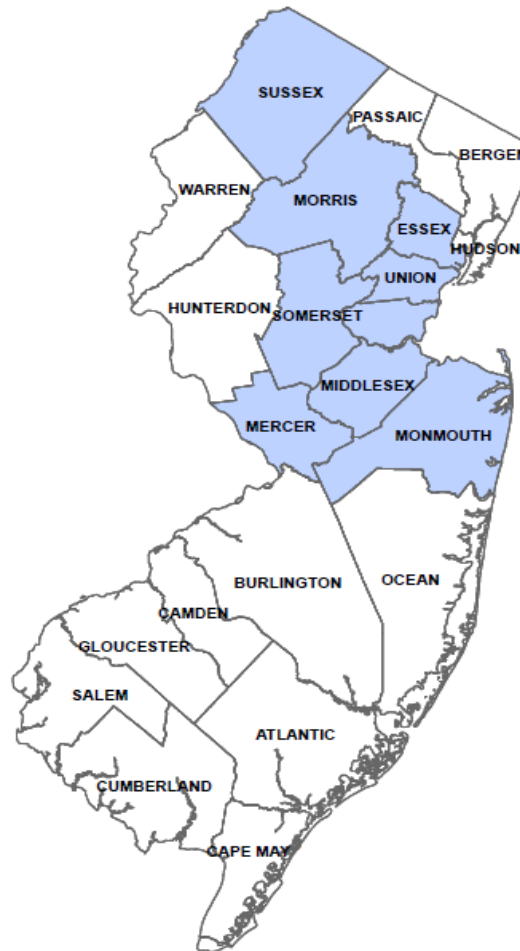 SUSSEX
PASSAIC
BERGEN
WARREN
MORRIS
ESSEX
HUDSON
UNION
HUNTERDON
SOMERSET
MIDDLESEX
MERCER
MONMOUTH
OCEAN
BURLINGTON
CAMDEN
GLOUCESTER
SALEM
ATLANTIC
CUMBERLAND
CAPE MAY